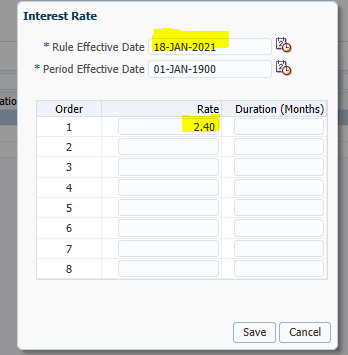 Interest Rate
* Rule Effective Date 18-JAN-2021
* Period Effective Date 01-JAN-1900
Order Rate Duration (Months)
1 2.40
2
3
4
5
6
7
8
Save Cancel